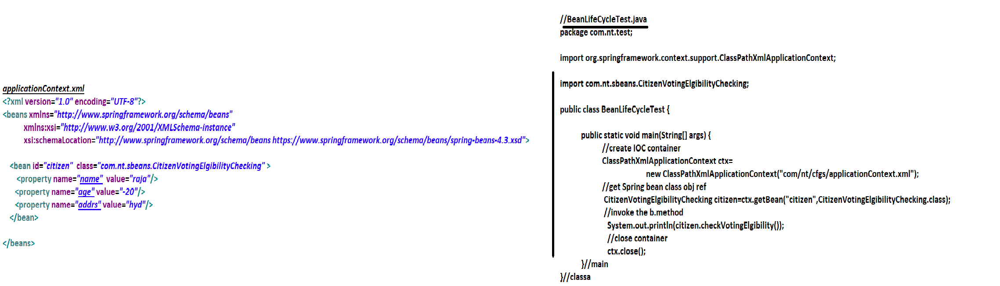 applicationContext.xml
<?xml version="1.0" encoding="UTF-8"?>
<beans xmlns="http://www.springframework.org/schema/beans"
xmlns:xsi="http://www.w3.org/2001/XMLSchema-instance"
xsi:schemaLocation="http://www.springframework.org/schema/beans https://www.springframework.org/schema/beans/spring-beans-4.3.xsd">
<bean id="citizen" class="com.nt.sbeans.CitizenVotingElgibilityChecking" >
<property name="name" value="raja"/>
<property name="age" value="-20"/>
<property name="addrs" value="hyd"/>
</bean>
</beans>
//BeanLifeCycleTest.java
package com.nt.test;
import org.springframework.context.support.ClassPathXmlApplicationContext;
import com.nt.sbeans.CitizenVotingElgibilityChecking;
public class BeanLifeCycleTest {
public static void main(String[] args) {
//create IOC container
ClassPathXmlApplicationContext ctx=
new ClassPathXmlApplicationContext("com/nt/cfgs/applicationContext.xml");
//get Spring bean class obj ref
CitizenVotingElgibilityChecking citizen=ctx.getBean("citizen",CitizenVotingElgibilityChecking.class);
//invoke the b.method
System.out.println(citizen.checkVotingElgibility());
//close container
ctx.close();
}//main
}//classa